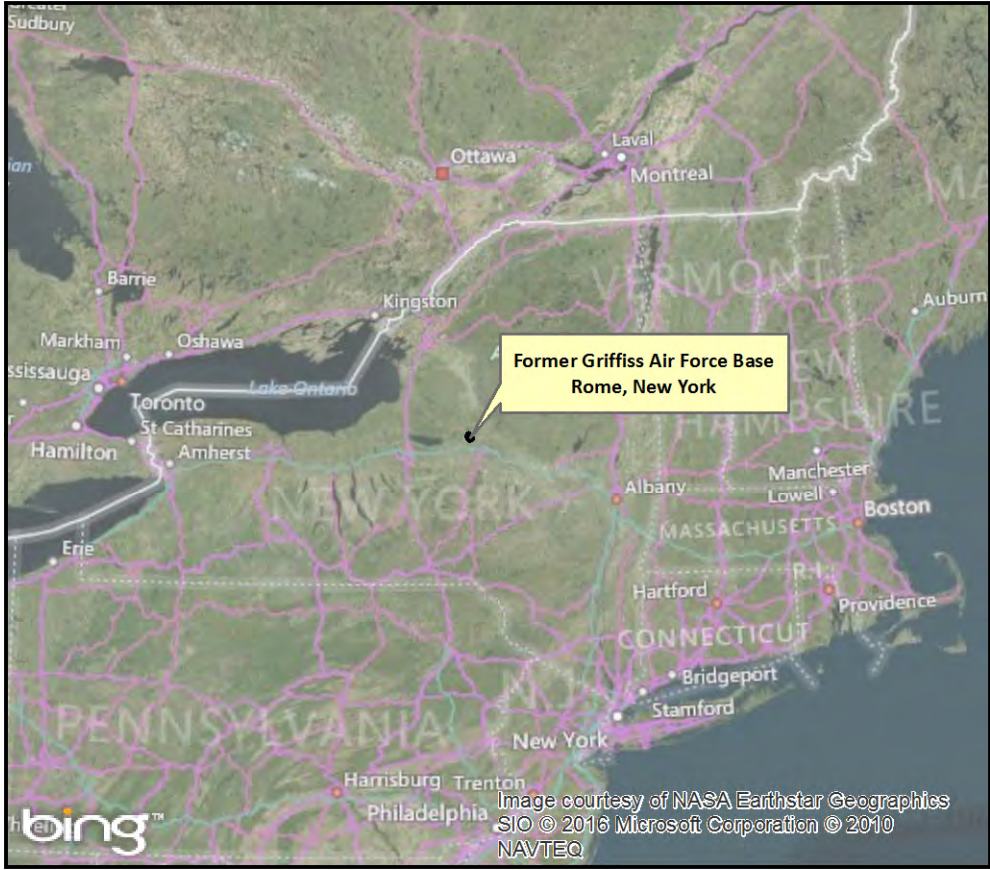 Greater
Sudbury
Ottawa
Laval
Montreal
MA
Barrie
VERMONT
Kingston
Auburn
Markham
Oshawa
ssissauga
Former Griffiss Air Force Base
Rome, New York
NEW
HAMPSHIRE
Lake Ontario
Toronto
St Catharines
Hamilton
Amherst
Manchester
Lowell
Albany
NEW YORK
Boston
MASSACHUSETTS
Erie
R.I.
Hartford
Providence
CONNECTICUT
Bridgeport
N.J.
Stamford
PENNSYLVANIA
New York
Harrisburg
Trenton
Philadelphia
Image courtesy of NASA Earthstar Geographics
SIO © 2016 Microsoft Corporation © 2010
NAVTEQ
bing™